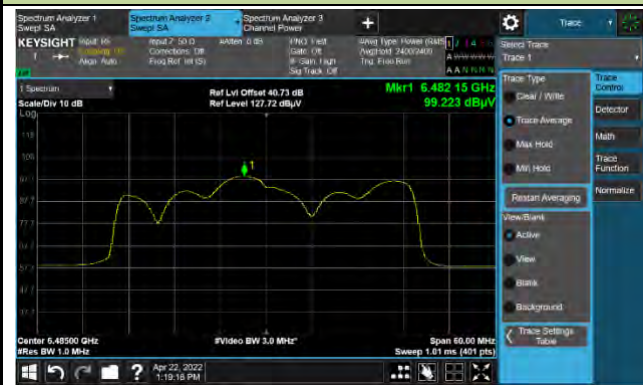 Spectrum Analyzer 1
Swept SA
Spectrum Analyzer 2
Swept SA
Spectrum Analyzer 3
Channel Power
+
Trace
KEYSIGHT Input: RF
Align: Auto
Input Z: 50 Ω
Corrections: Off
Freq Ref: Int (S)
#Atten: 0 dB
PNO: Fast
Gate: Off
IF Gain: High
Sig Track: Off
#Avg Type: Power (RMS)
Avg|Hold: 2400/2400
Trig: Free Run
Select Trace
Trace 1
1 Spectrum
Scale/Div 10 dB
Ref Lvl Offset 40.73 dB
Ref Level 127.72 dBµV
Mkr1 6.482 15 GHz
99.223 dBµV
Log
1
Trace Type
Clear / Write
Trace Average
Max Hold
Min Hold
Restart Averaging
View/Blank
Active
View
Blank
Background
Trace Settings
Table
Trace
Control
Detector
Math
Trace
Function
Normalize
Center 6.48500 GHz
#Res BW 1.0 MHz
#Video BW 3.0 MHz*
Span 60.00 MHz
Sweep 1.01 ms (401 pts)
?
Apr 22, 2022
1:19:18 PM